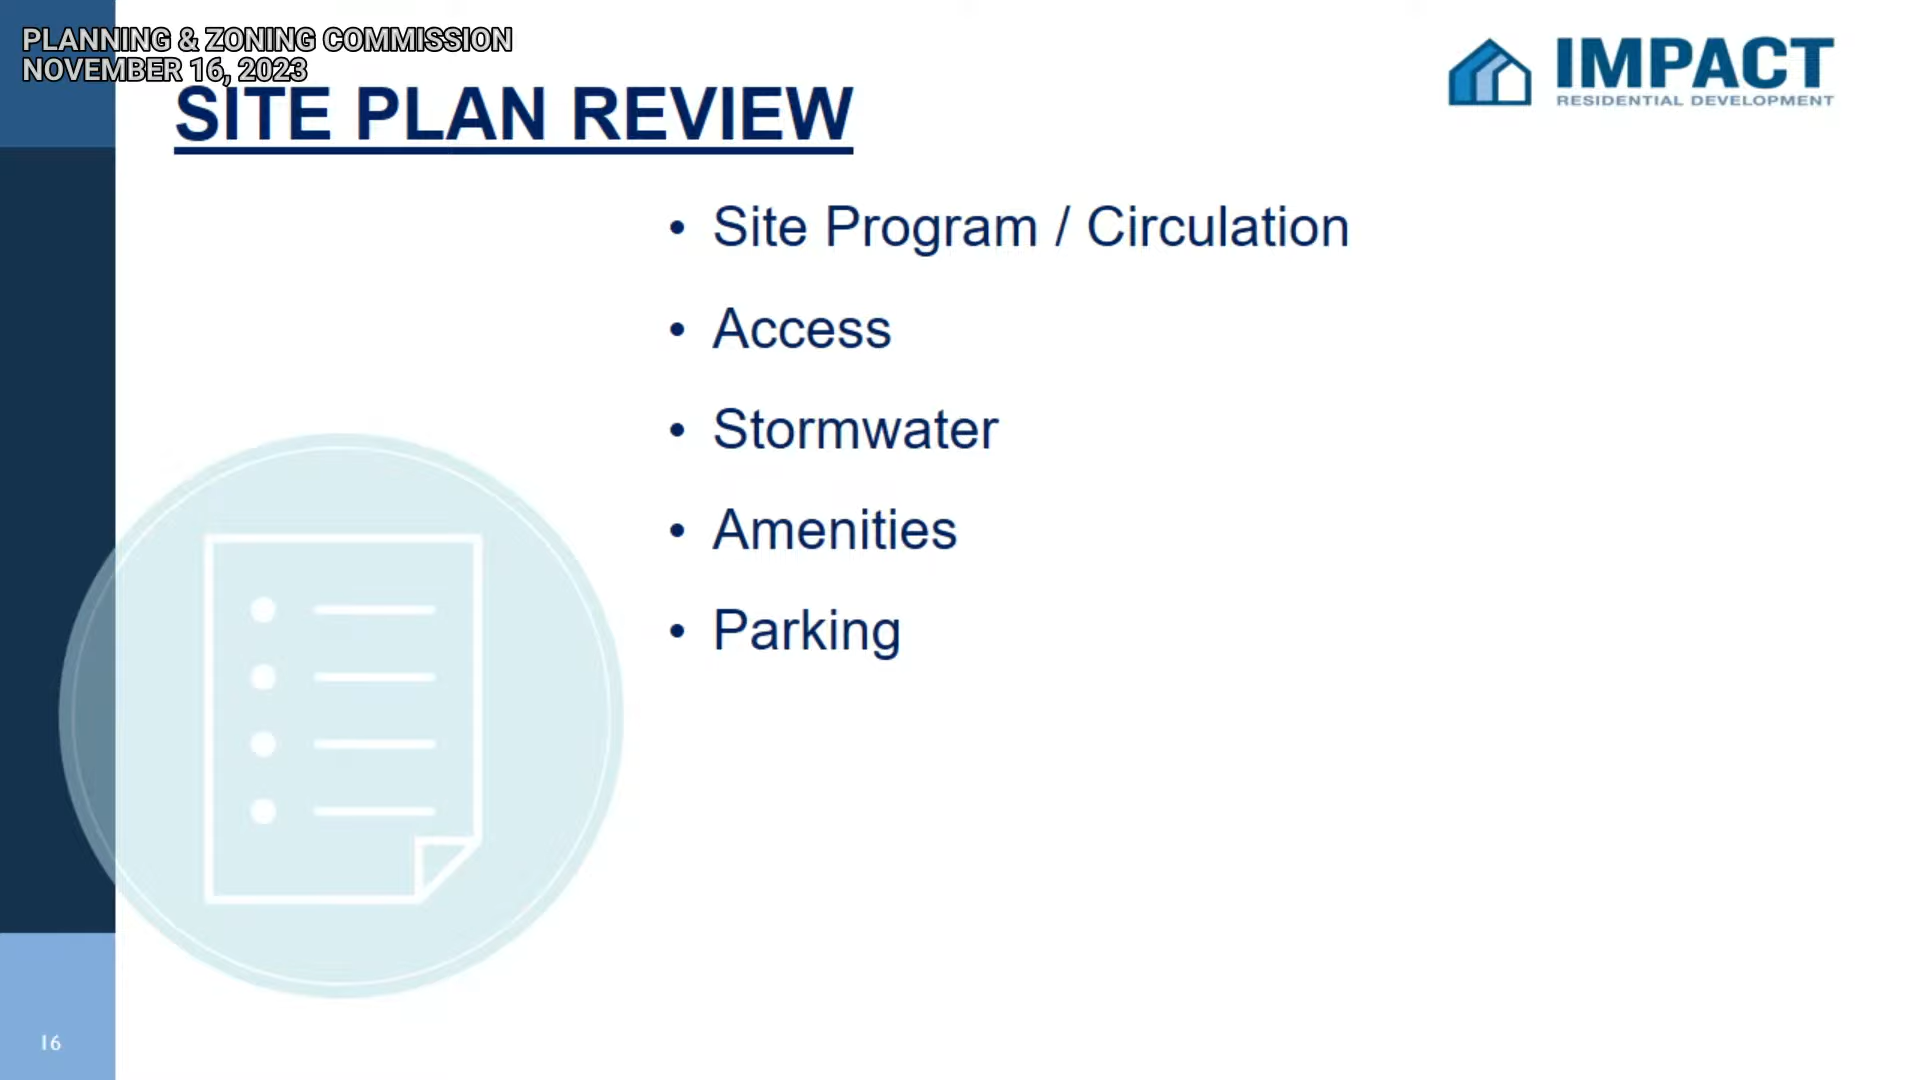 PLANNING & ZONING COMMISSION
NOVEMBER 16, 2023
IMPACT
RESIDENTIAL DEVELOPMENT
SITE PLAN REVIEW
• Site Program / Circulation
• Access
• Stormwater
• Amenities
• Parking
16